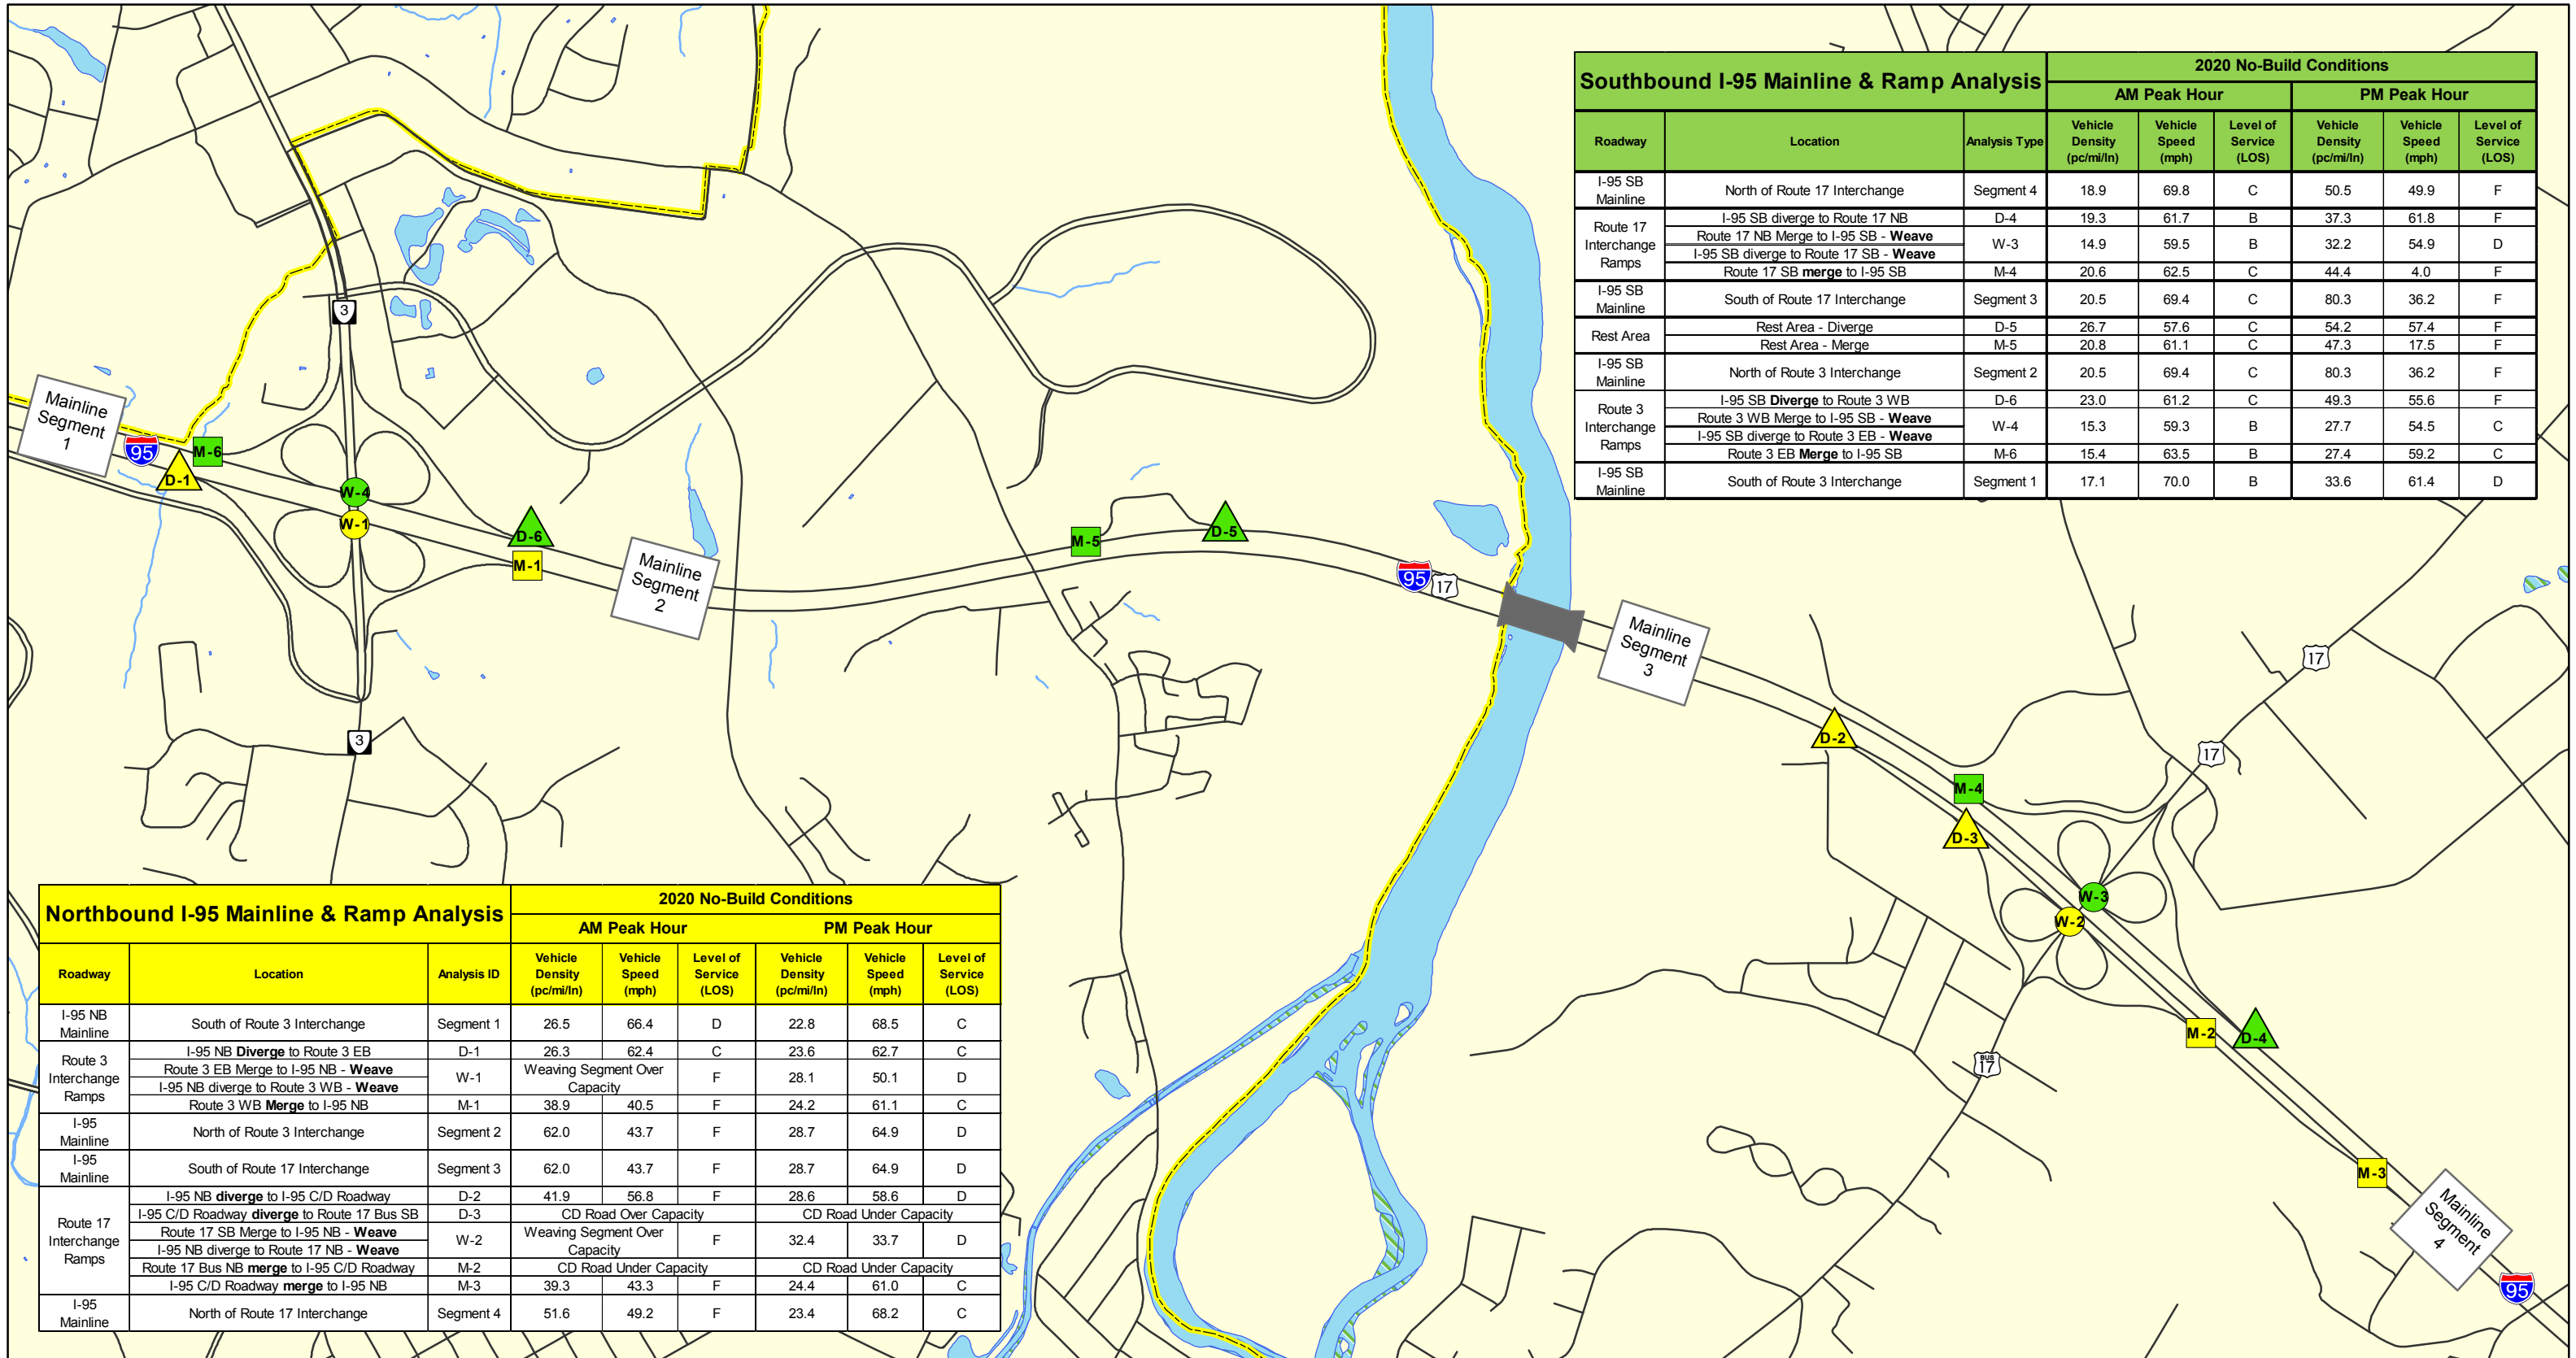 Southbound I-95 Mainline & Ramp Analysis
2020 No-Build Conditions
AM Peak Hour PM Peak Hour
Roadway Location Analysis Type Vehicle Density (pc/mi/ln) Vehicle Speed (mph) Level of Service (LOS) Vehicle Density (pc/mi/ln) Vehicle Speed (mph) Level of Service (LOS)
I-95 SB Mainline North of Route 17 Interchange Segment 4 18.9 69.8 C 50.5 49.9 F
Route 17 Interchange Ramps
I-95 SB diverge to Route 17 NB D-4 19.3 61.7 B 37.3 61.8 F
Route 17 NB Merge to I-95 SB - Weave
I-95 SB diverge to Route 17 SB - Weave
W-3 14.9 59.5 B 32.2 54.9 D
Route 17 SB merge to I-95 SB M-4 20.6 62.5 C 44.4 4.0 F
I-95 SB Mainline South of Route 17 Interchange Segment 3 20.5 69.4 C 80.3 36.2 F
Rest Area
Rest Area - Diverge D-5 26.7 57.6 C 54.2 57.4 F
Rest Area - Merge M-5 20.8 61.1 C 47.3 17.5 F
I-95 SB Mainline North of Route 3 Interchange Segment 2 20.5 69.4 C 80.3 36.2 F
Route 3 Interchange Ramps
I-95 SB Diverge to Route 3 WB D-6 23.0 61.2 C 49.3 55.6 F
Route 3 WB Merge to I-95 SB - Weave
I-95 SB diverge to Route 3 EB - Weave
W-4 15.3 59.3 B 27.7 54.5 C
Route 3 EB Merge to I-95 SB M-6 15.4 63.5 B 27.4 59.2 C
I-95 SB Mainline South of Route 3 Interchange Segment 1 17.1 70.0 B 33.6 61.4 D
3
Mainline
Segment
1
95
M-6
D-1
W-4
W-1
D-6
M-1
Mainline
Segment
2
M-5
D-5
95
17
Mainline
Segment
3
17
17
3
D-2
M-4
D-3
W-3
W-2
M-2
D-4
BUS
17
M-3
Mainline
Segment
4
95
Northbound I-95 Mainline & Ramp Analysis
2020 No-Build Conditions
AM Peak Hour PM Peak Hour
Roadway Location Analysis ID Vehicle Density (pc/mi/ln) Vehicle Speed (mph) Level of Service (LOS) Vehicle Density (pc/mi/ln) Vehicle Speed (mph) Level of Service (LOS)
I-95 NB Mainline South of Route 3 Interchange Segment 1 26.5 66.4 D 22.8 68.5 C
Route 3 Interchange Ramps
I-95 NB Diverge to Route 3 EB D-1 26.3 62.4 C 23.6 62.7 C
Route 3 EB Merge to I-95 NB - Weave
I-95 NB diverge to Route 3 WB - Weave
W-1 Weaving Segment Over Capacity F 28.1 50.1 D
Route 3 WB Merge to I-95 NB M-1 38.9 40.5 F 24.2 61.1 C
I-95 Mainline North of Route 3 Interchange Segment 2 62.0 43.7 F 28.7 64.9 D
I-95 Mainline South of Route 17 Interchange Segment 3 62.0 43.7 F 28.7 64.9 D
Route 17 Interchange Ramps
I-95 NB diverge to I-95 C/D Roadway D-2 41.9 56.8 F 28.6 58.6 D
I-95 C/D Roadway diverge to Route 17 Bus SB D-3 CD Road Over Capacity CD Road Under Capacity
Route 17 SB Merge to I-95 NB - Weave
I-95 NB diverge to Route 17 NB - Weave
W-2 Weaving Segment Over Capacity F 32.4 33.7 D
Route 17 Bus NB merge to I-95 C/D Roadway M-2 CD Road Under Capacity CD Road Under Capacity
I-95 C/D Roadway merge to I-95 NB M-3 39.3 43.3 F 24.4 61.0 C
I-95 Mainline North of Route 17 Interchange Segment 4 51.6 49.2 F 23.4 68.2 C